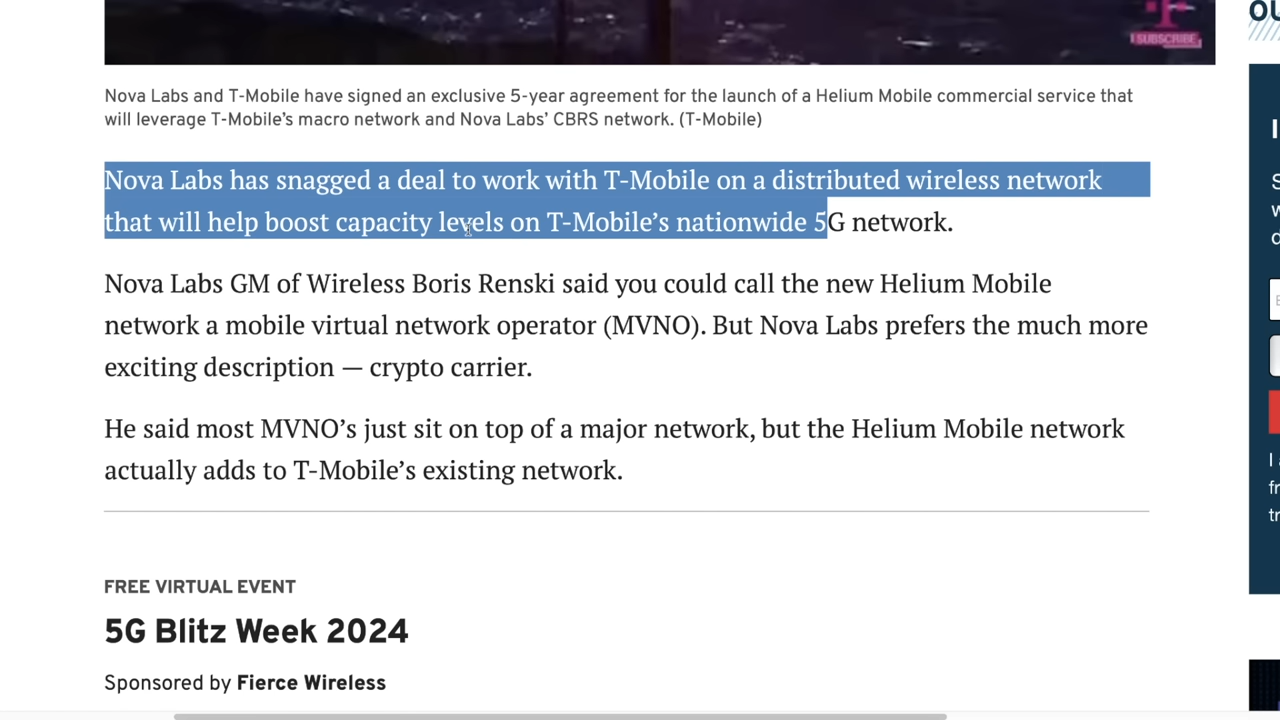 OU
SUBSCRIBE
Nova Labs and T-Mobile have signed an exclusive 5-year agreement for the launch of a Helium Mobile commercial service that
will leverage T-Mobile’s macro network and Nova Labs’ CBRS network. (T-Mobile)
Nova Labs has snagged a deal to work with T-Mobile on a distributed wireless network
that will help boost capacity levels on T-Mobile’s nationwide 5G network.
Nova Labs GM of Wireless Boris Renski said you could call the new Helium Mobile
network a mobile virtual network operator (MVNO). But Nova Labs prefers the much more
exciting description — crypto carrier.
He said most MVNO’s just sit on top of a major network, but the Helium Mobile network
actually adds to T-Mobile’s existing network.
FREE VIRTUAL EVENT
5G Blitz Week 2024
Sponsored by Fierce Wireless